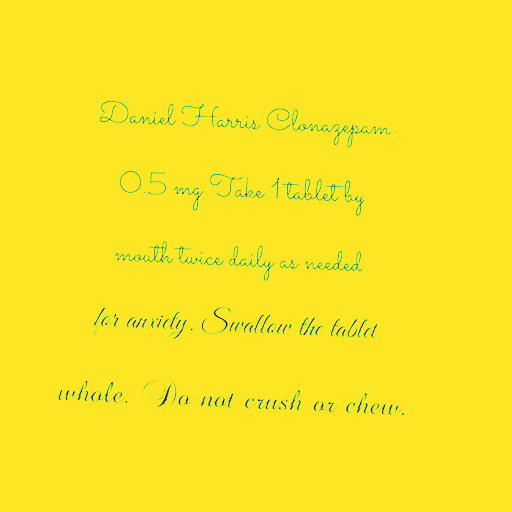 Daniel Harris Clonazepam
0.5 mg Take 1 tablet by
mouth twice daily as needed
for anxiety. Swallow the tablet
whole. Do not crush or chew.